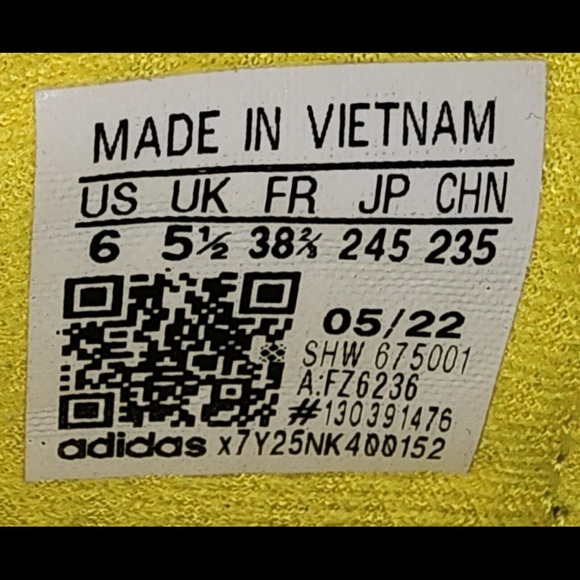 MADE IN VIETNAM
US UK FR JP CHN
6 5½ 38⅔ 245 235
05/22
SHW 675001
A:FZ6236
#130391476
adidas x7Y25NK400152